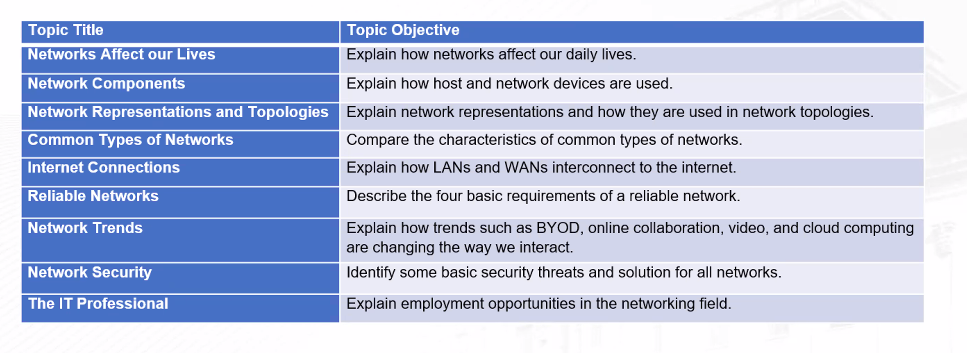 Topic Title Topic Objective
Networks Affect our Lives Explain how networks affect our daily lives.
Network Components Explain how host and network devices are used.
Network Representations and Topologies Explain network representations and how they are used in network topologies.
Common Types of Networks Compare the characteristics of common types of networks.
Internet Connections Explain how LANs and WANs interconnect to the internet.
Reliable Networks Describe the four basic requirements of a reliable network.
Network Trends Explain how trends such as BYOD, online collaboration, video, and cloud computing
are changing the way we interact.
Network Security Identify some basic security threats and solution for all networks.
The IT Professional Explain employment opportunities in the networking field.